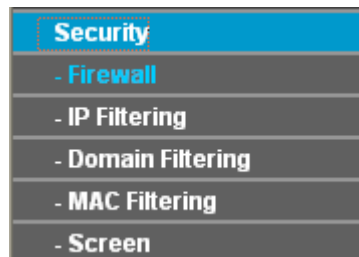 Security
- Firewall
- IP Filtering
- Domain Filtering
- MAC Filtering
- Screen